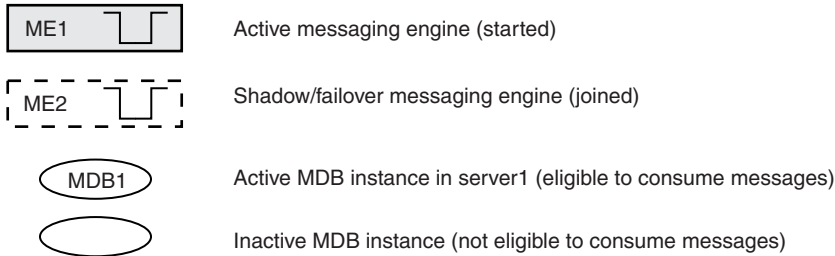 ME1 Active messaging engine (started)
ME2 Shadow/failover messaging engine (joined)
MDB1 Active MDB instance in server1 (eligible to consume messages)
Inactive MDB instance (not eligible to consume messages)